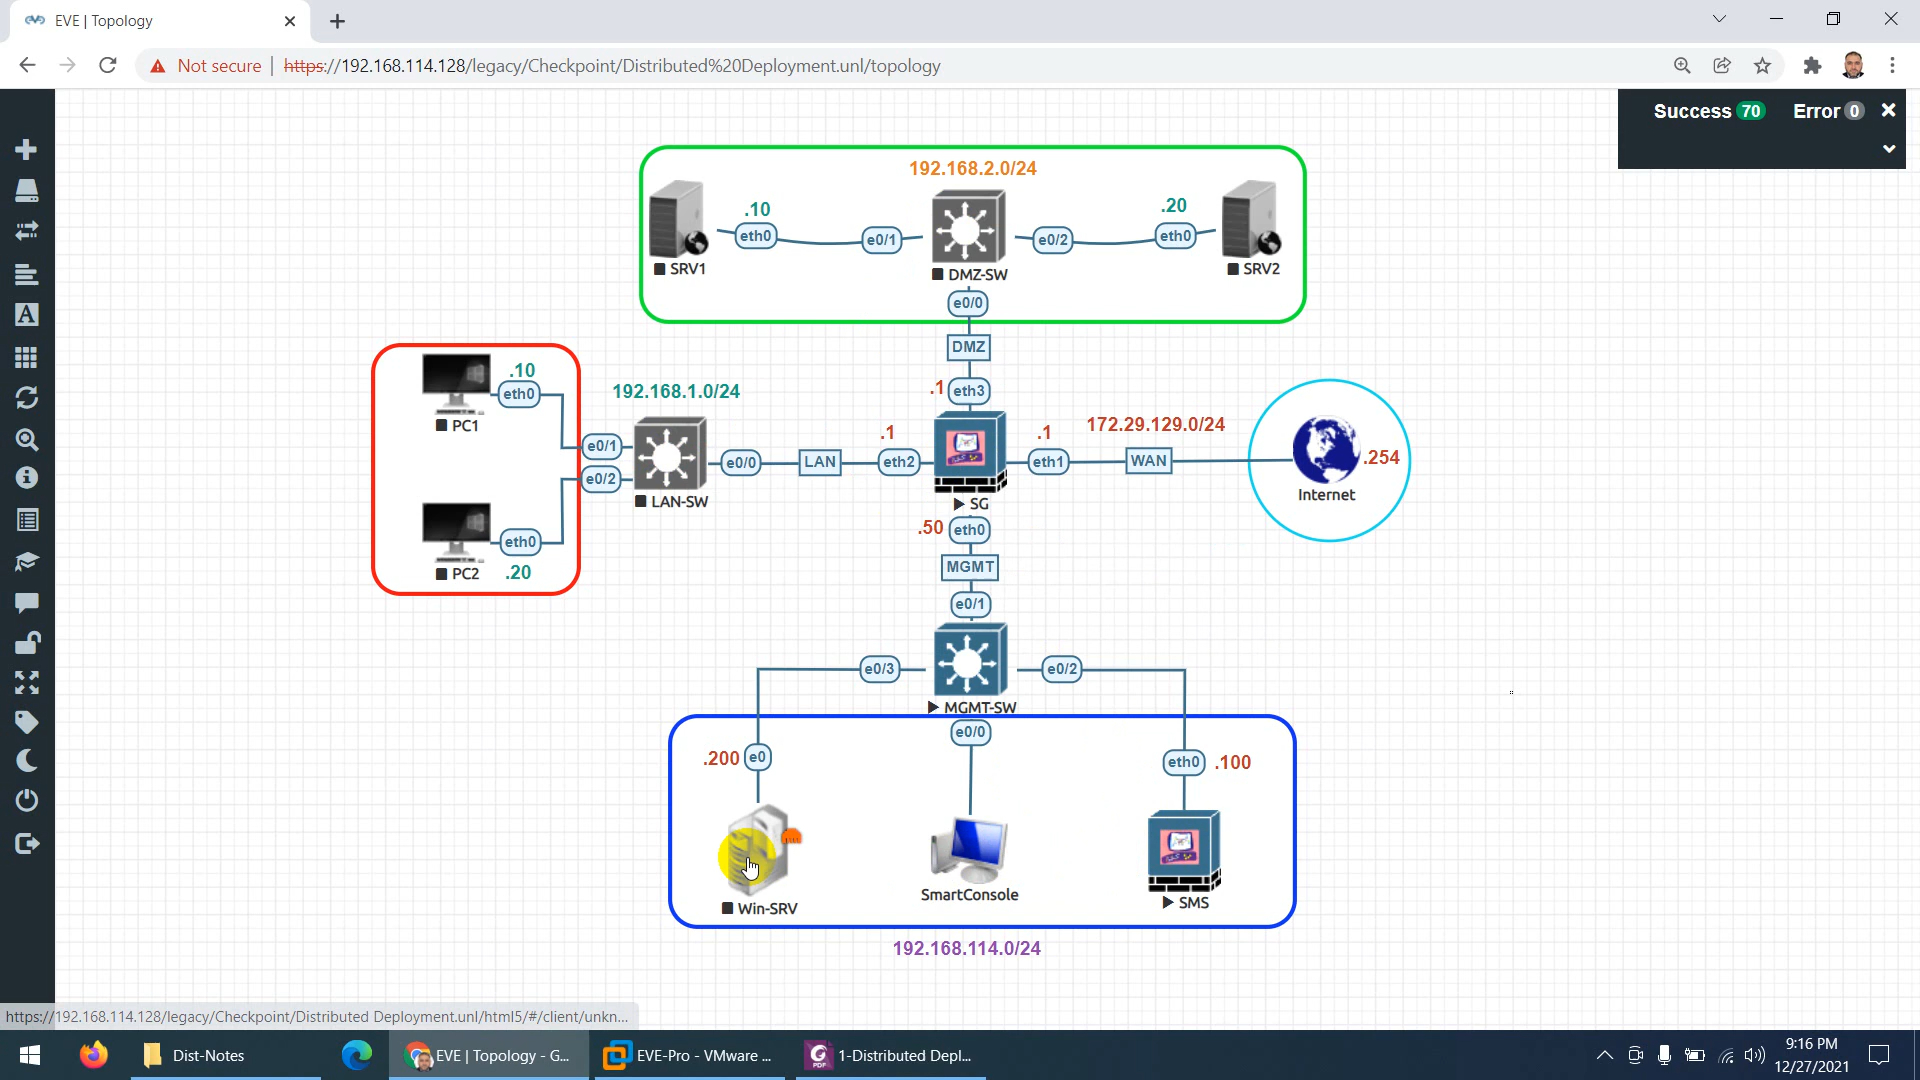 EVE | Topology
Not secure | https://192.168.114.128/legacy/Checkpoint/Distributed%20Deployment.unl/topology
Success 70 Error 0
192.168.2.0/24
.10
.20
eth0
e0/1
e0/2
eth0
SRV1
DMZ-SW
SRV2
e0/0
DMZ
.1 eth3
.10
eth0
PC1
192.168.1.0/24
e0/1
e0/2
LAN-SW
e0/0
LAN
.1
eth2
SG
.1
eth1
172.29.129.0/24
WAN
.254
Internet
eth0
PC2 .20
.50 eth0
MGMT
e0/1
e0/3
e0/2
MGMT-SW
e0/0
.200 e0
eth0 .100
Win-SRV
SmartConsole
SMS
192.168.114.0/24
https://192.168.114.128/legacy/Checkpoint/Distributed Deployment.unl/html5/#/client/unkn...
Dist-Notes
EVE | Topology - G...
EVE-Pro - VMware ...
1-Distributed Depl...
9:16 PM
12/27/2021